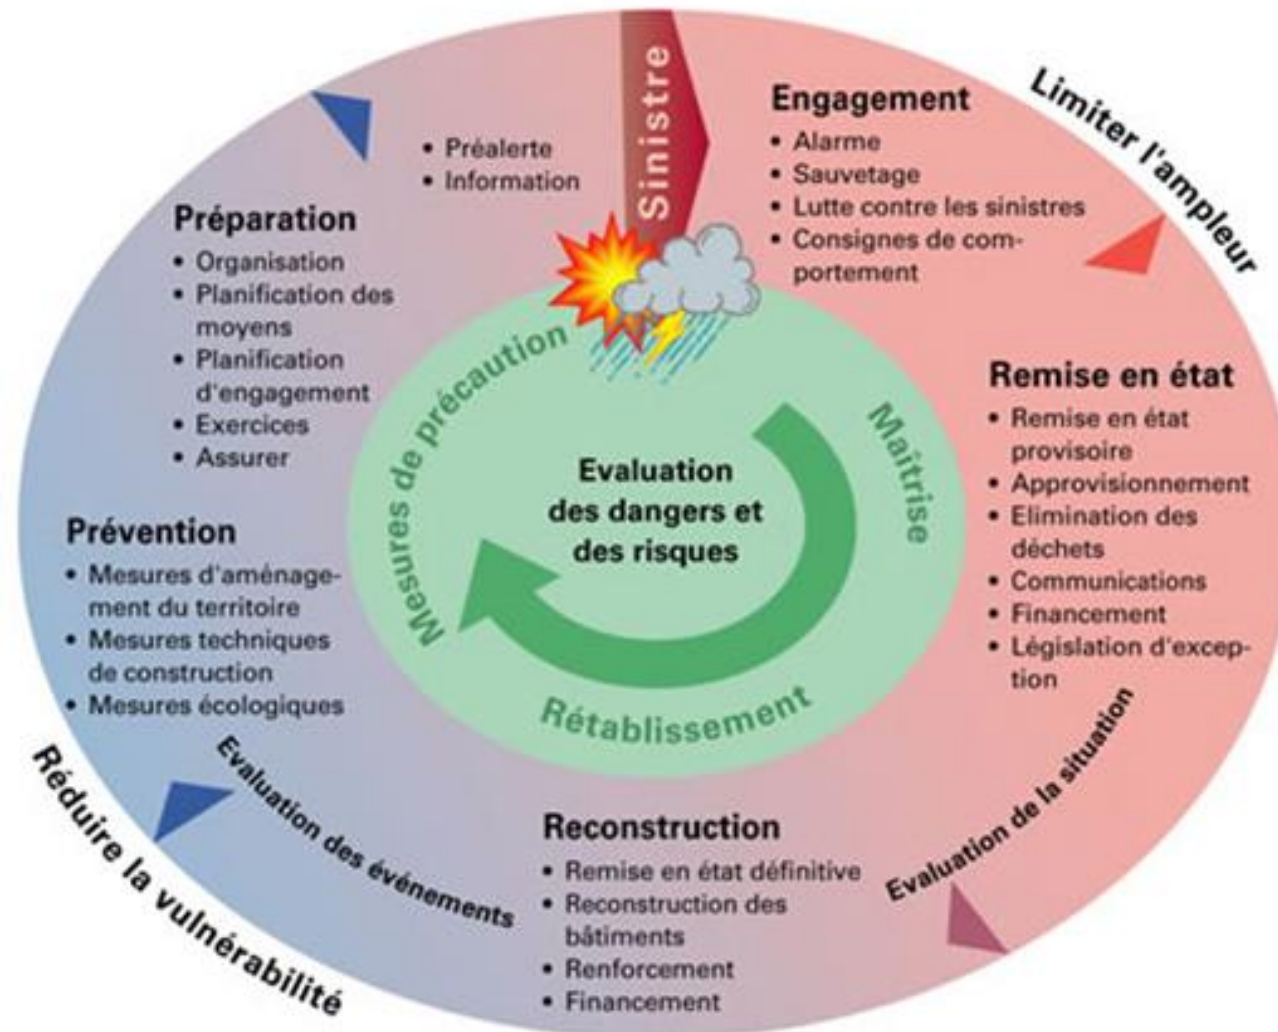 Sinistre
Engagement
• Alarme
• Sauvetage
• Lutte contre les sinistres
• Consignes de com-
portement
Limiter l'ampleur
Remise en état
• Remise en état
provisoire
• Approvisionnement
• Elimination des
déchets
• Communications
• Financement
• Législation d'excep-
tion
Evaluation de la situation
Reconstruction
• Remise en état définitive
• Reconstruction des
bâtiments
• Renforcement
• Financement
Evaluation des événements
Réduire la vulnérabilité
Prévention
• Mesures d'aménage-
ment du territoire
• Mesures techniques
de construction
• Mesures écologiques
Préparation
• Organisation
• Planification des
moyens
• Planification
d'engagement
• Exercices
• Assurer
• Préalerte
• Information
Mesures de précaution
Maîtrise
Rétablissement
Evaluation
des dangers et
des risques